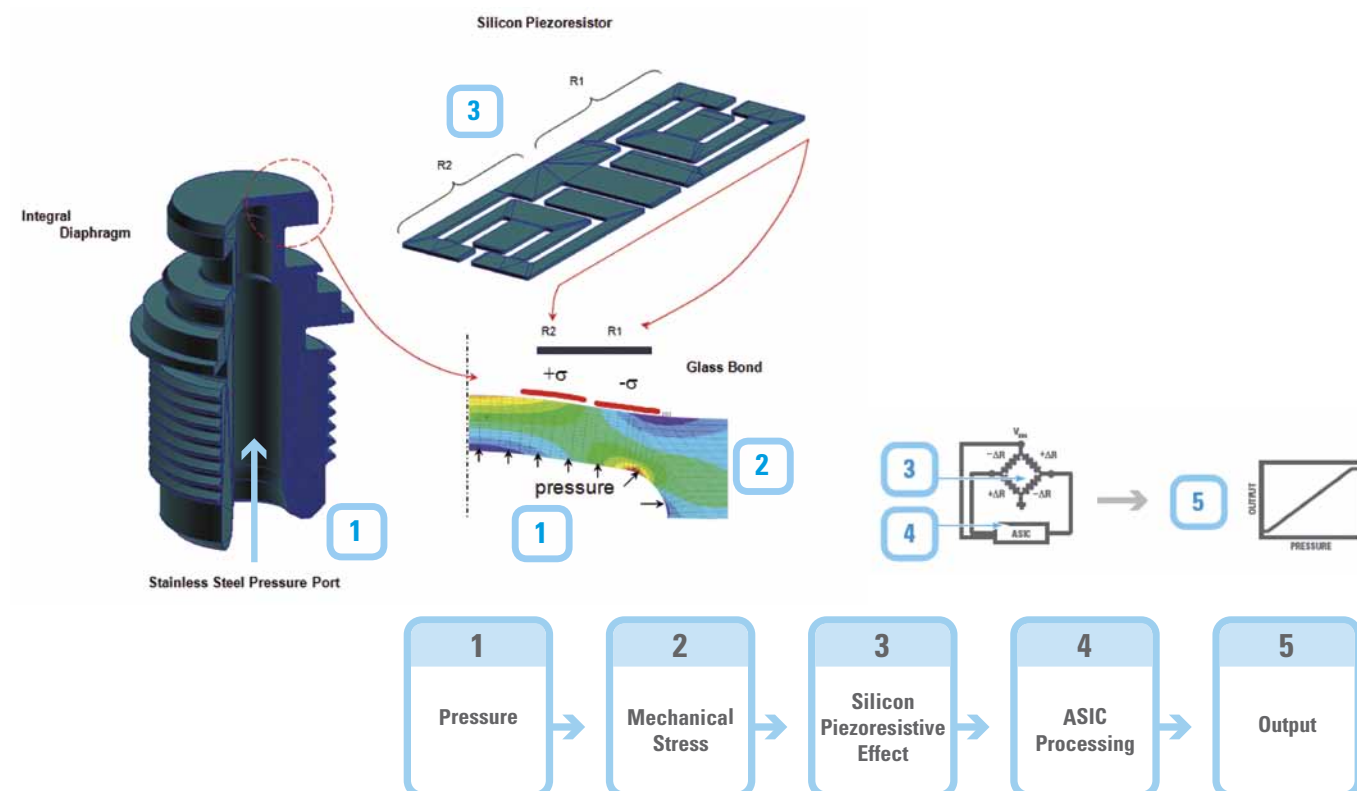 Silicon Piezoresistor
R1
3
R2
Integral
Diaphragm
R2
R1
Glass Bond
+σ
-σ
2
pressure
1
1
Stainless Steel Pressure Port
3
−ΔR
+ΔR
+ΔR
−ΔR
4
ASIC
5
OUTPUT
PRESSURE
1
Pressure
2
Mechanical
Stress
3
Silicon
Piezoresistive
Effect
4
ASIC
Processing
5
Output